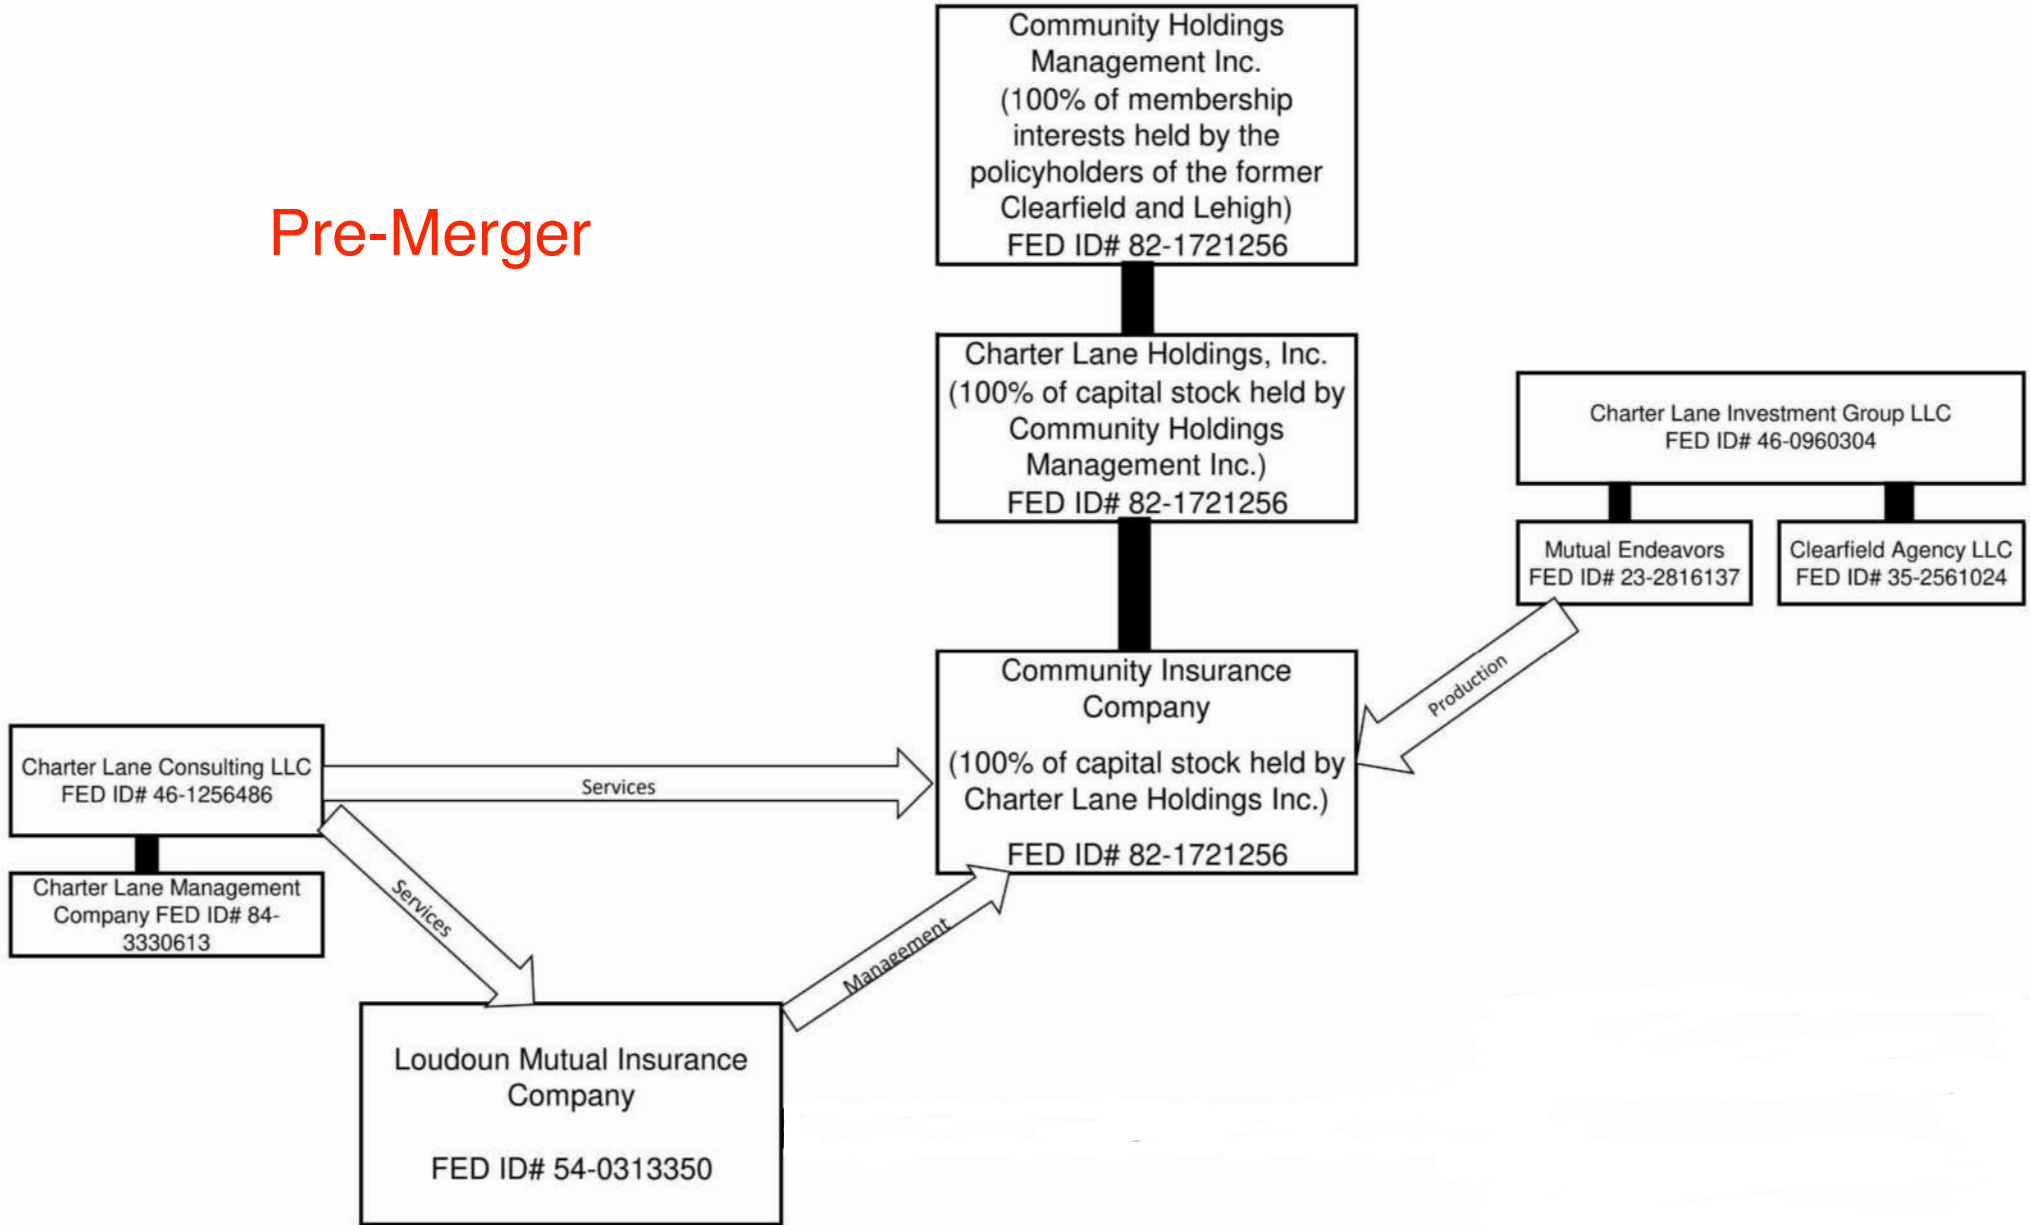 Pre-Merger
Community Holdings
Management Inc.
(100% of membership
interests held by the
policyholders of the former
Clearfield and Lehigh)
FED ID# 82-1721256
Charter Lane Holdings, Inc.
(100% of capital stock held by
Community Holdings
Management Inc.)
FED ID# 82-1721256
Charter Lane Investment Group LLC
FED ID# 46-0960304
Mutual Endeavors
FED ID# 23-2816137
Clearfield Agency LLC
FED ID# 35-2561024
Production
Community Insurance
Company
(100% of capital stock held by
Charter Lane Holdings Inc.)
FED ID# 82-1721256
Charter Lane Consulting LLC
FED ID# 46-1256486
Services
Charter Lane Management
Company FED ID# 84-
3330613
Services
Management
Loudoun Mutual Insurance
Company
FED ID# 54-0313350